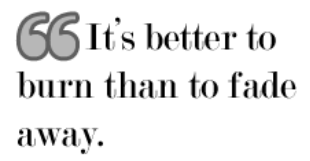 “It's better to
burn than to fade
away.